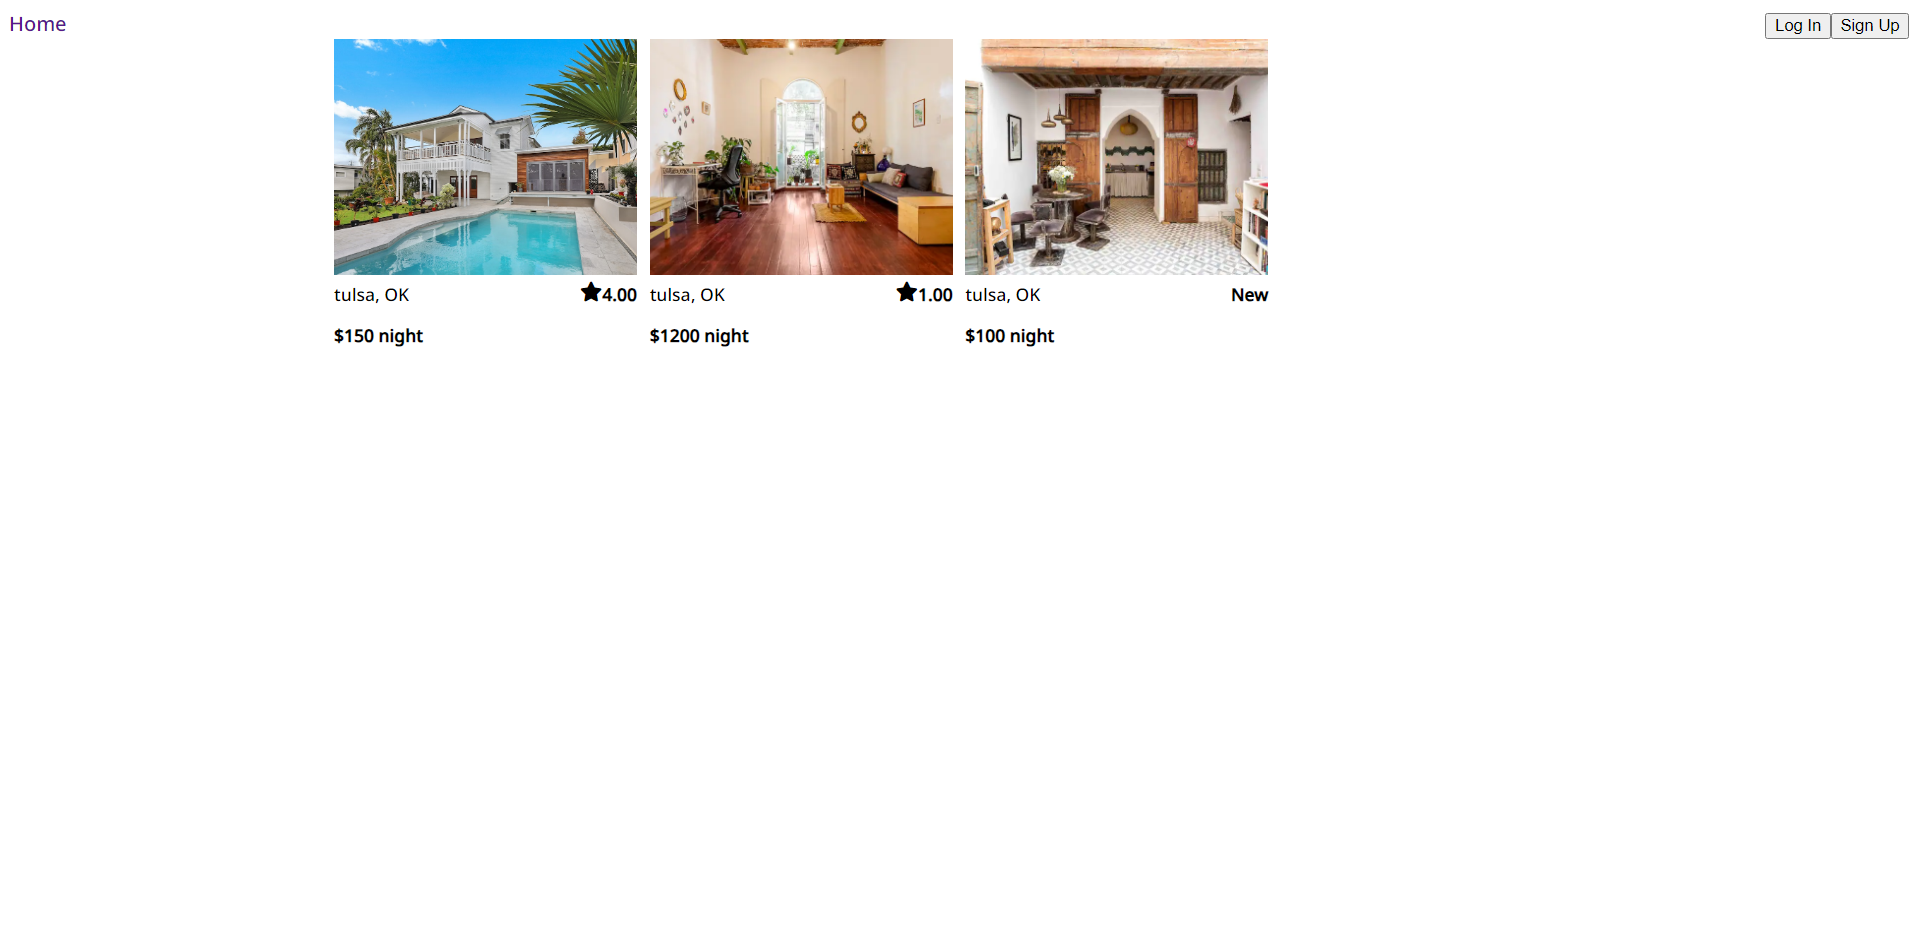 Home
Log In Sign Up
tulsa, OK 4.00
tulsa, OK 1.00
tulsa, OK New
$150 night
$1200 night
$100 night